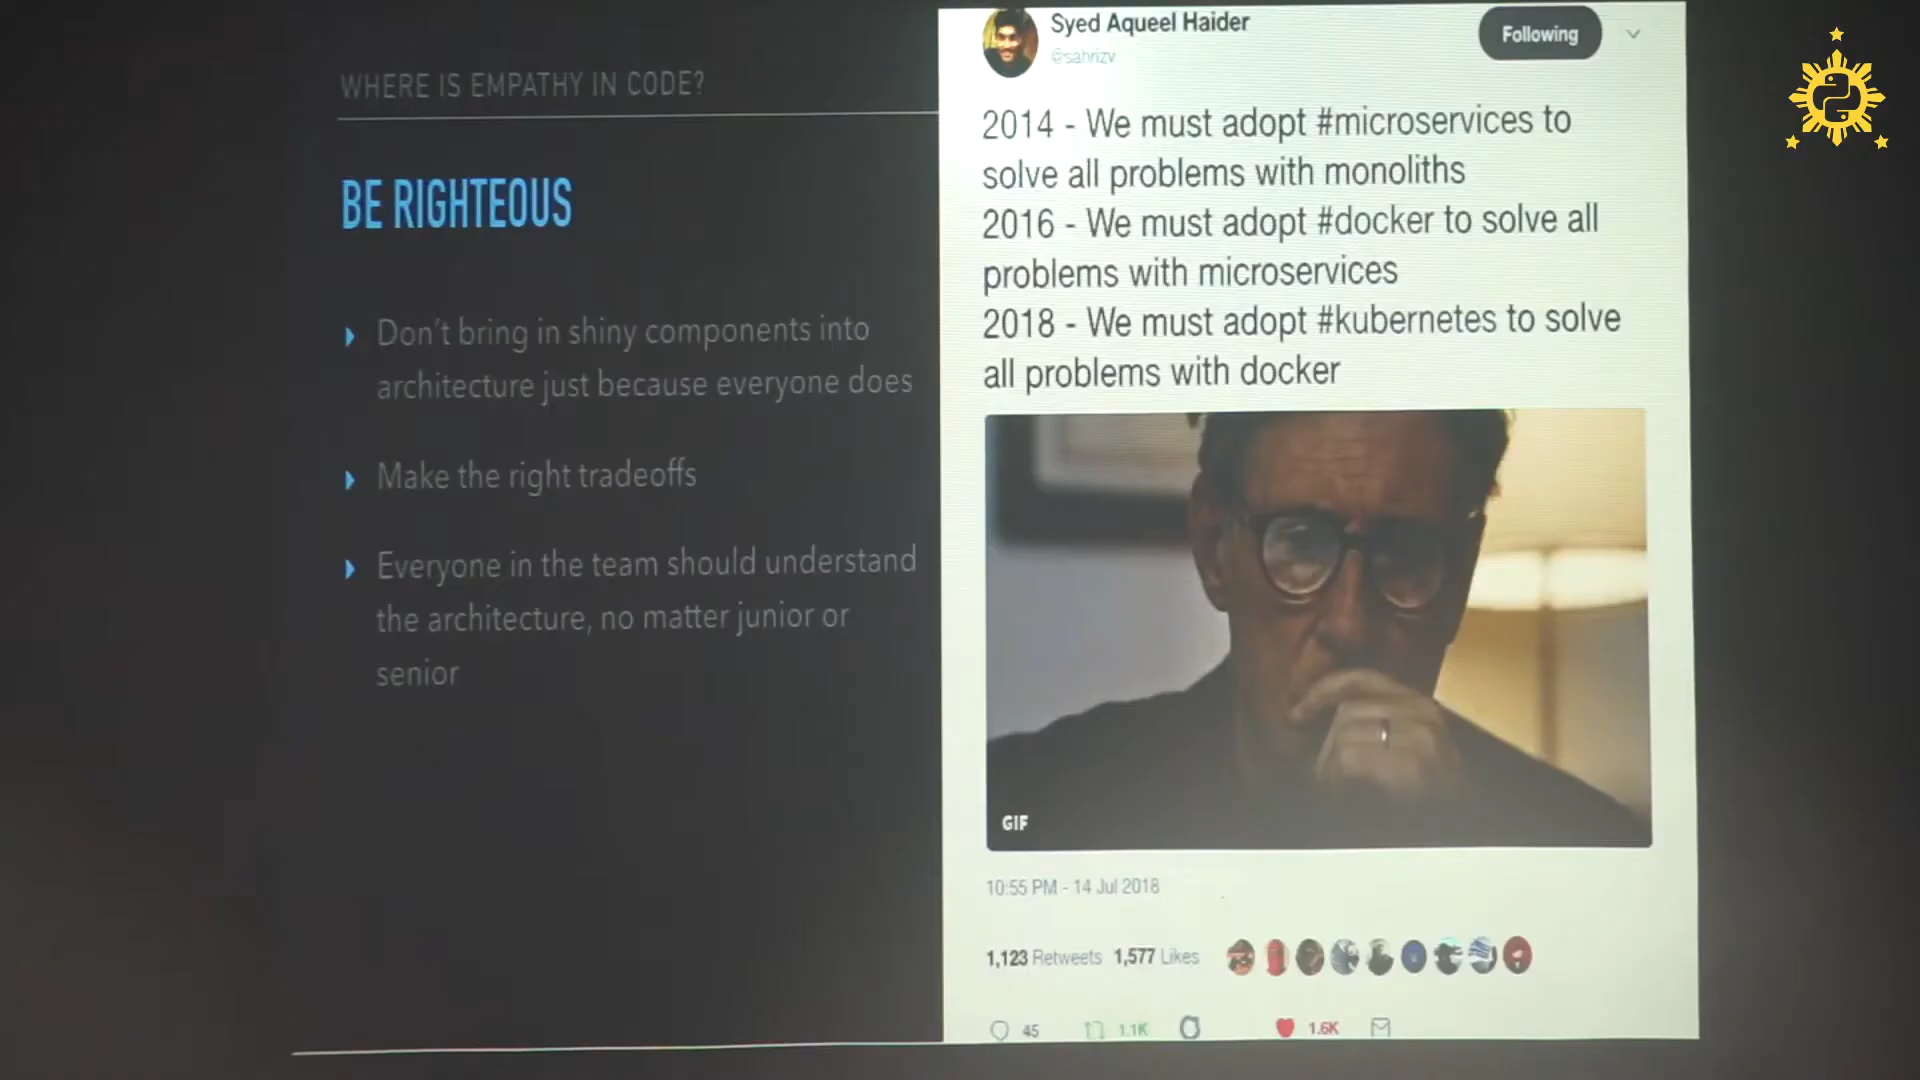 WHERE IS EMPATHY IN CODE?
BE RIGHTEOUS
Don't bring in shiny components into
architecture just because everyone does
Make the right tradeoffs
Everyone in the team should understand
the architecture, no matter junior or
senior
Syed Aqueel Haider
@sahrizv
Following
2014 - We must adopt #microservices to
solve all problems with monoliths
2016 - We must adopt #docker to solve all
problems with microservices
2018 - We must adopt #kubernetes to solve
all problems with docker
GIF
10:55 PM - 14 Jul 2018
1,123 Retweets 1,577 Likes
45 1.1K 1.6K